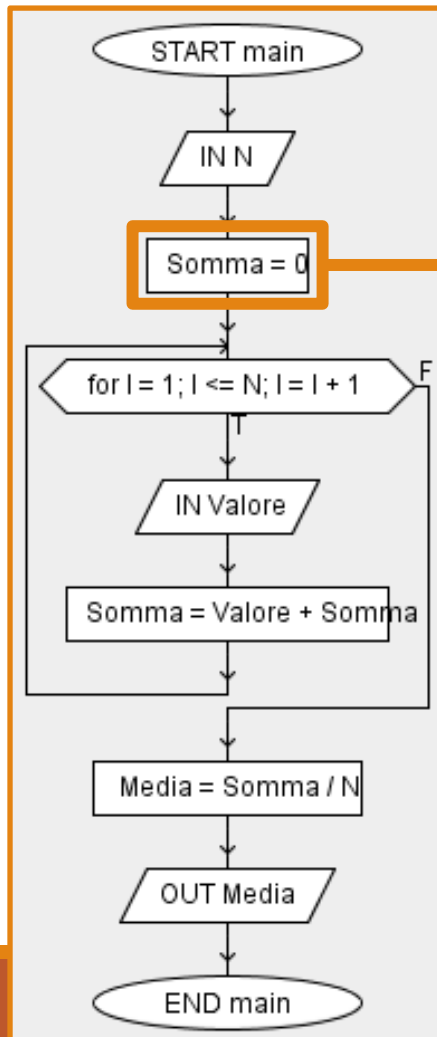 START main
IN N
Somma = 0
for I = 1; I <= N; I = I + 1
F
T
IN Valore
Somma = Valore + Somma
Media = Somma / N
OUT Media
END main